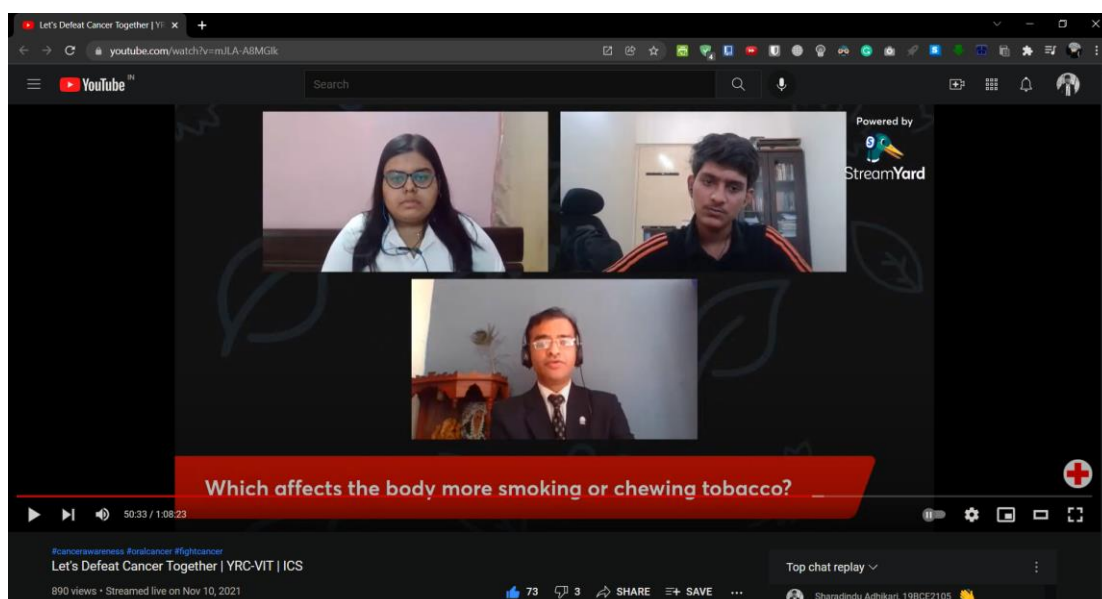 Let's Defeat Cancer Together | YR
youtube.com/watch?v=mJLA-A8MGlk
YouTube IN
Search
Powered by
StreamYard
Which affects the body more smoking or chewing tobacco?
50:33 / 1:08:23
#cancerawareness #oralcancer #fightcancer
Let's Defeat Cancer Together | YRC-VIT | ICS
890 views • Streamed live on Nov 10, 2021
73
3
SHARE
SAVE
Top chat replay
Sharadindu Adhikari, 19BCE2105